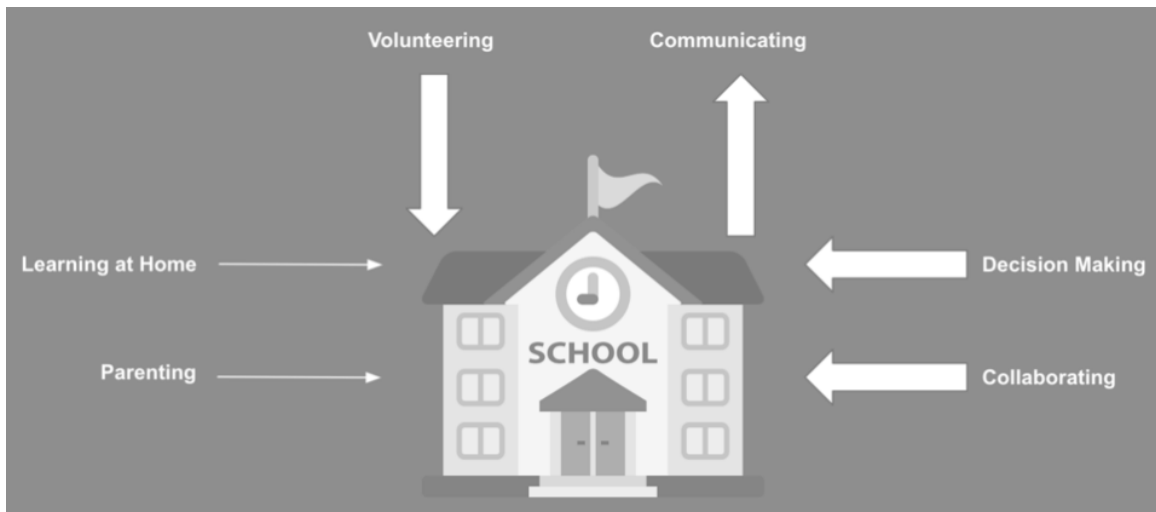 Volunteering
Communicating
Learning at Home
Decision Making
SCHOOL
Parenting
Collaborating